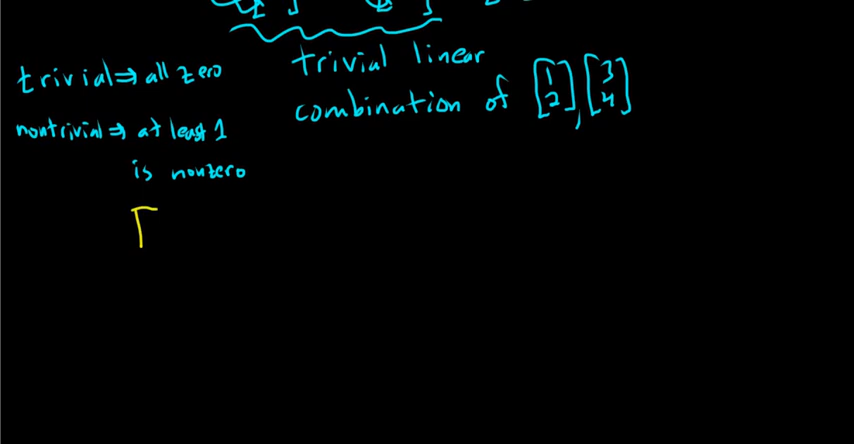 trivial ⇒ all zero
nontrivial ⇒ at least 1
is nonzero
trivial linear
combination of [1 2], [3 4]